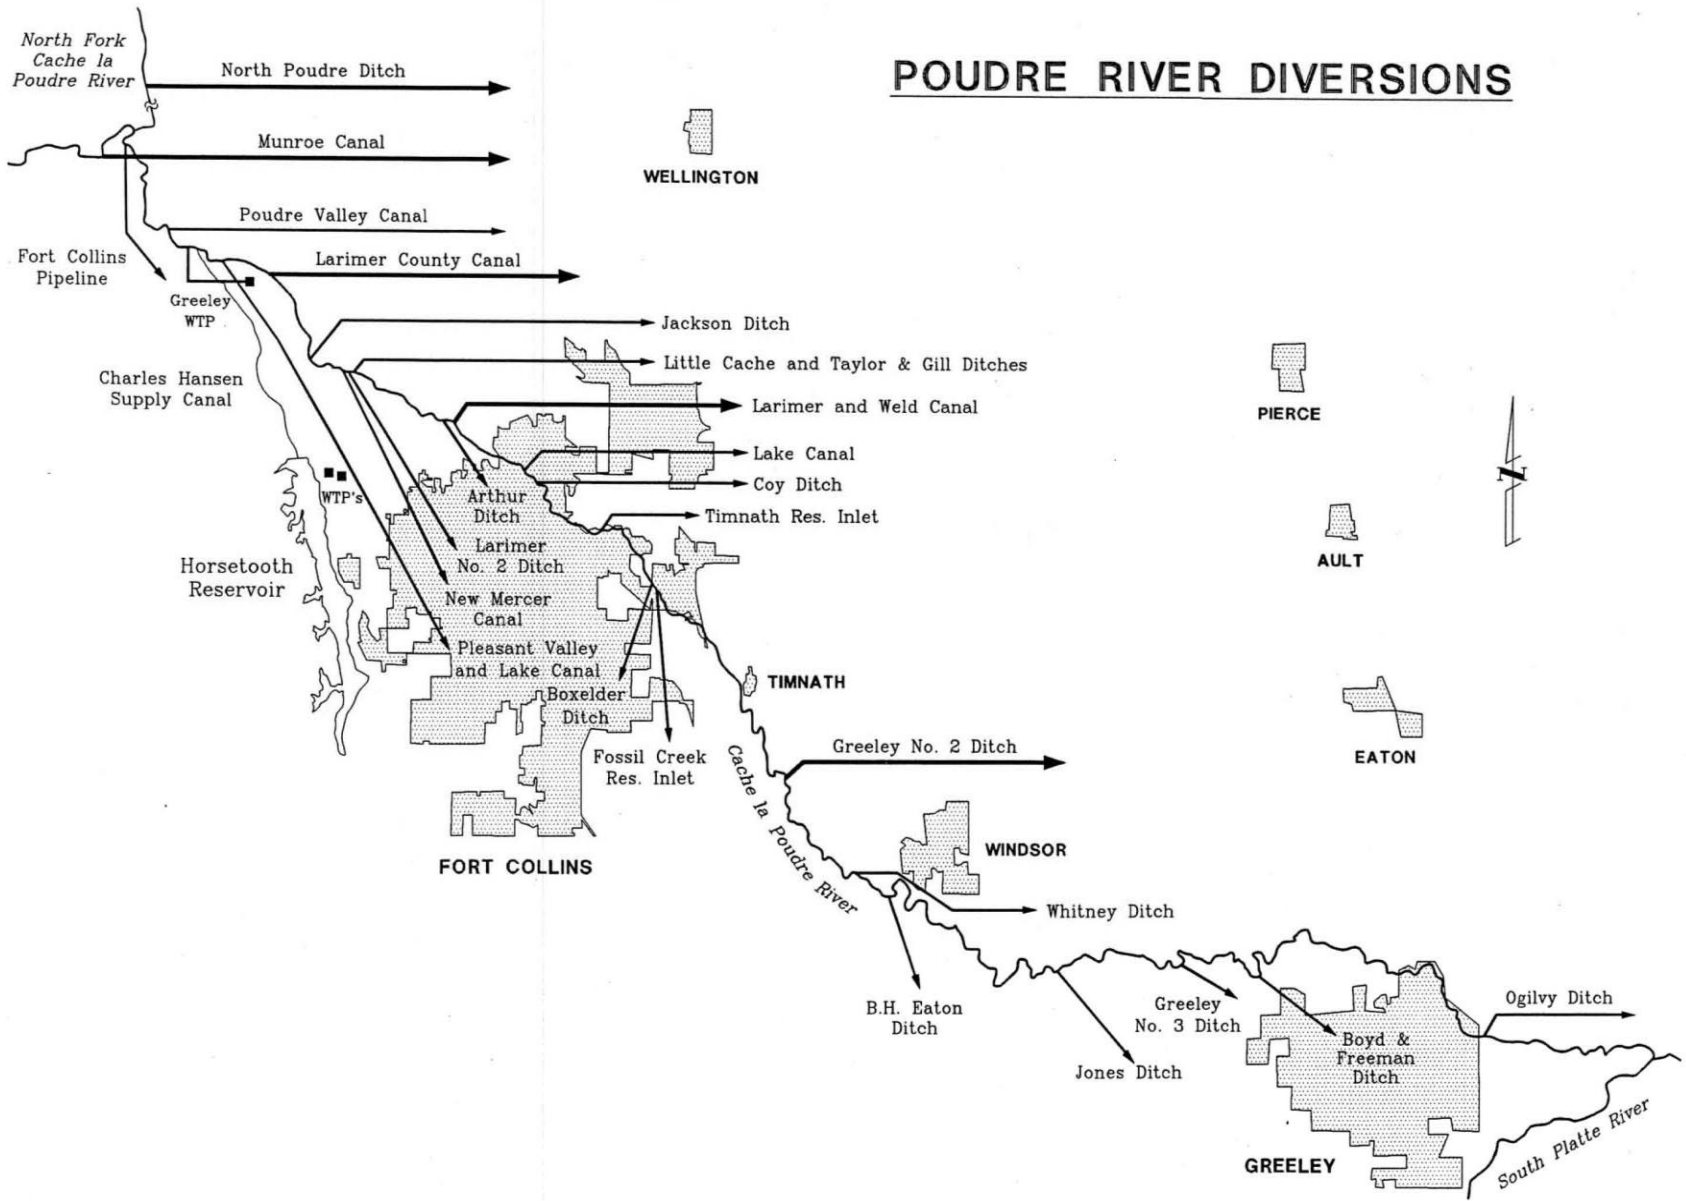 POUDRE RIVER DIVERSIONS
North Fork
Cache la
Poudre River
North Poudre Ditch
Munroe Canal
WELLINGTON
Poudre Valley Canal
Fort Collins
Pipeline
Larimer County Canal
Greeley
WTP
Jackson Ditch
Little Cache and Taylor & Gill Ditches
Charles Hansen
Supply Canal
Larimer and Weld Canal
PIERCE
Lake Canal
N
WTP's
Coy Ditch
Arthur
Ditch
Timnath Res. Inlet
Larimer
No. 2 Ditch
AULT
Horsetooth
Reservoir
New Mercer
Canal
Pleasant Valley
and Lake Canal
TIMNATH
Boxelder
Ditch
EATON
Fossil Creek
Res. Inlet
Cache la Poudre River
Greeley No. 2 Ditch
WINDSOR
FORT COLLINS
Whitney Ditch
B.H. Eaton
Ditch
Greeley
No. 3 Ditch
Ogilvy Ditch
Jones Ditch
Boyd &
Freeman
Ditch
GREELEY
South Platte River